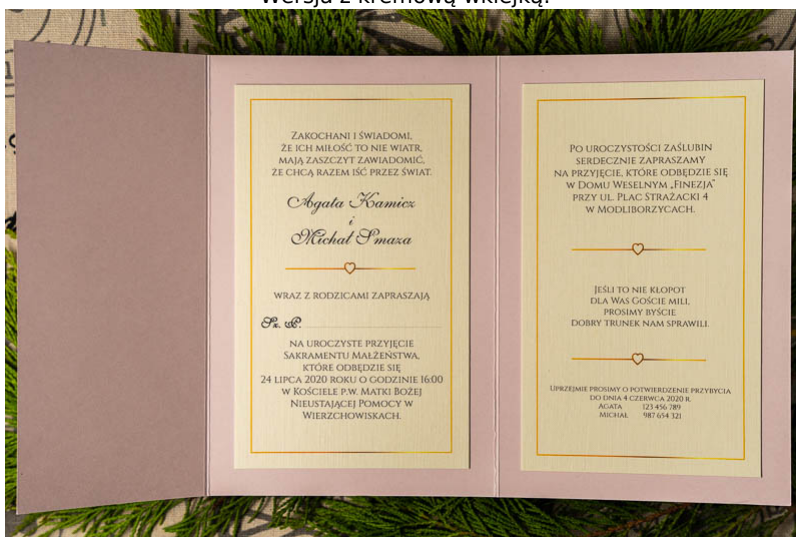 Wersja z kremową wklejką:
Zakochani i świadomi,
że ich miłość to nie wiatr,
mają zaszczyt zawiadomić,
że chcą razem iść przez świat.
Agata Kamicz
i
Michał Smaza
wraz z rodzicami zapraszają
Sz. P.
na uroczyste przyjęcie
Sakramentu Małżeństwa,
które odbędzie się
24 lipca 2020 roku o godzinie 16:00
w Kościele p.w. Matki Bożej
Nieustającej Pomocy w
Wierzchowiskach.
Po uroczystości zaślubin
serdecznie zapraszamy
na przyjęcie, które odbędzie się
w Domu Weselnym „Finezja”
przy ul. Plac Strażacki 4
w Modliborzycach.
Jeśli to nie kłopot
dla Was Goście mili,
prosimy byście
dobry trunek nam sprawili.
Uprzejmie prosimy o potwierdzenie przybycia
do dnia 4 czerwca 2020 r.
Agata 123 456 789
Michał 987 654 321